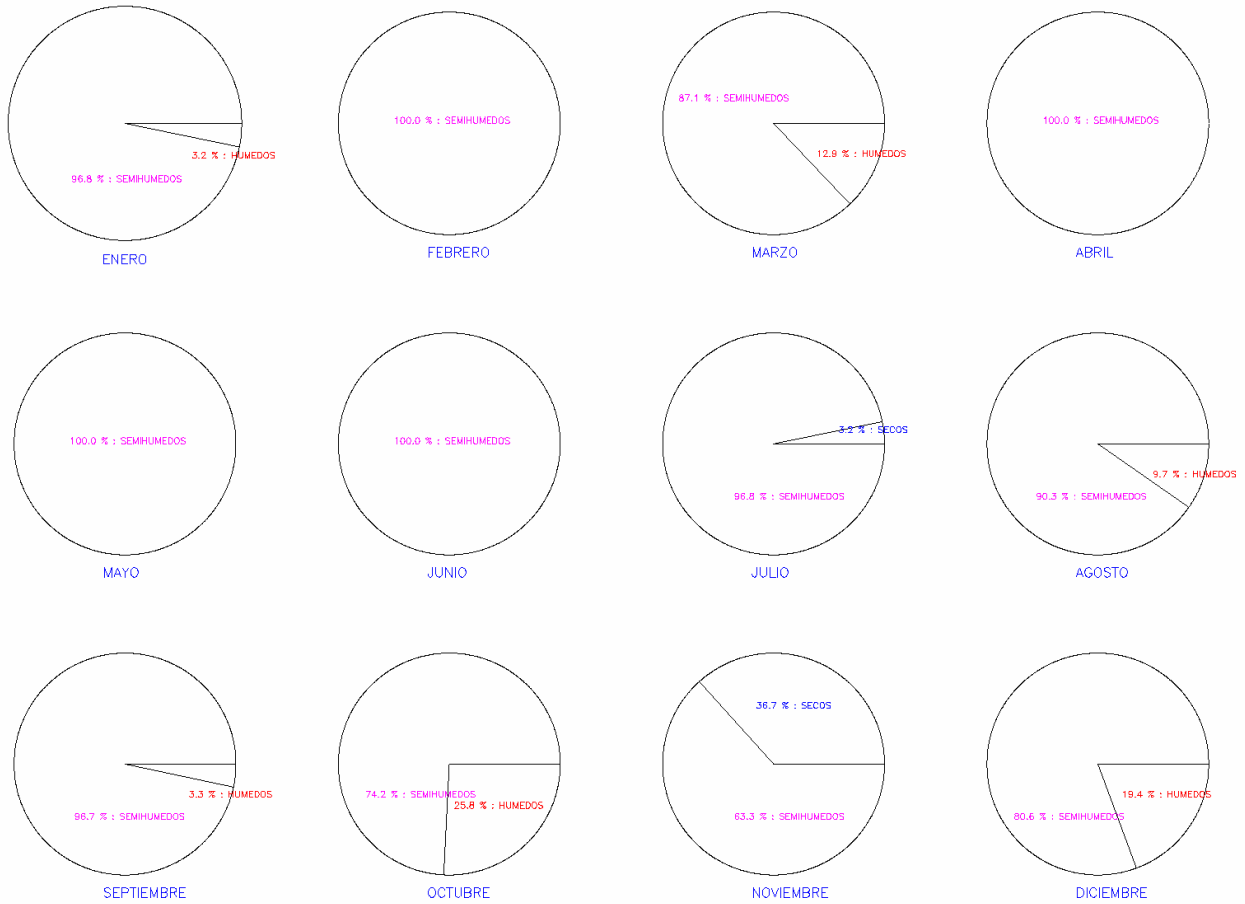 3.2 % : HUMEDOS
96.8 % : SEMIHUMEDOS
ENERO
100.0 % : SEMIHUMEDOS
FEBRERO
87.1 % : SEMIHUMEDOS
12.9 % : HUMEDOS
MARZO
100.0 % : SEMIHUMEDOS
ABRIL
100.0 % : SEMIHUMEDOS
MAYO
100.0 % : SEMIHUMEDOS
JUNIO
3.2 % : SECOS
96.8 % : SEMIHUMEDOS
JULIO
9.7 % : HUMEDOS
90.3 % : SEMIHUMEDOS
AGOSTO
3.3 % : HUMEDOS
96.7 % : SEMIHUMEDOS
SEPTIEMBRE
74.2 % : SEMIHUMEDOS
25.8 % : HUMEDOS
OCTUBRE
36.7 % : SECOS
63.3 % : SEMIHUMEDOS
NOVIEMBRE
19.4 % : HUMEDOS
80.6 % : SEMIHUMEDOS
DICIEMBRE